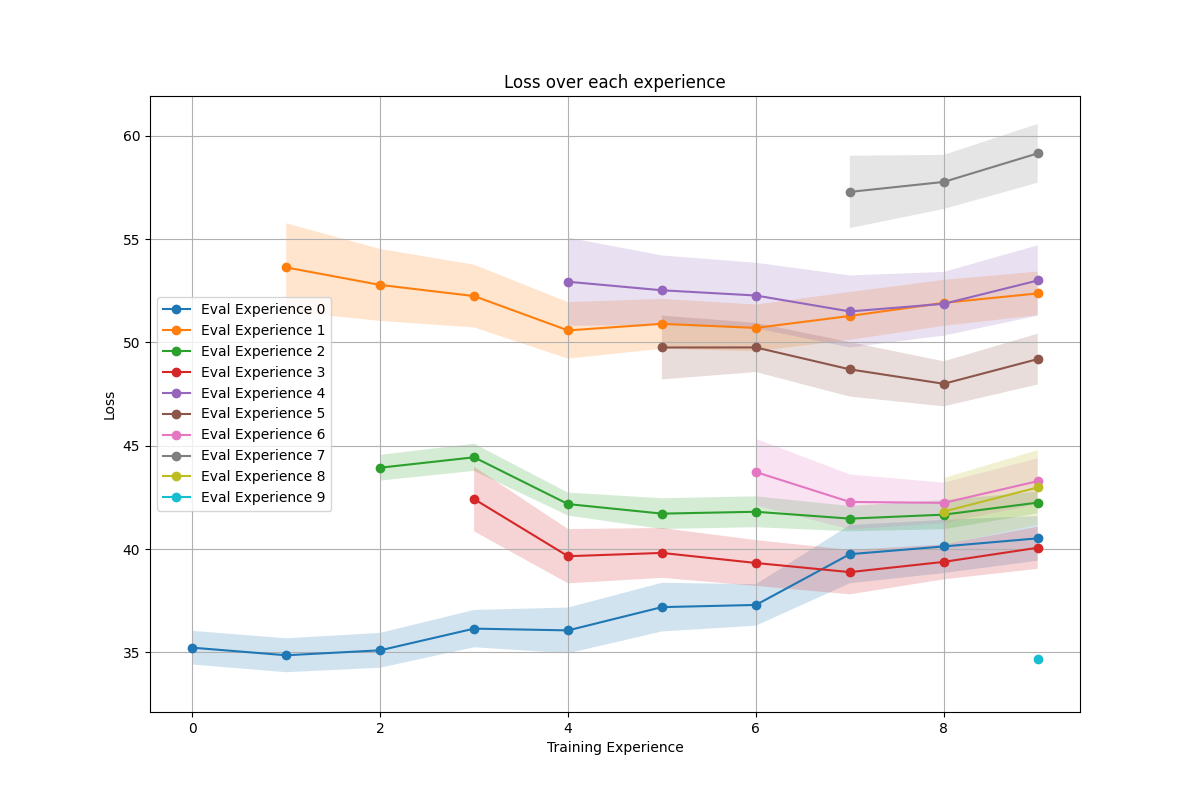 Loss over each experience
60
55
50
45
40
35
Loss
Eval Experience 0
Eval Experience 1
Eval Experience 2
Eval Experience 3
Eval Experience 4
Eval Experience 5
Eval Experience 6
Eval Experience 7
Eval Experience 8
Eval Experience 9
0 2 4 6 8
Training Experience